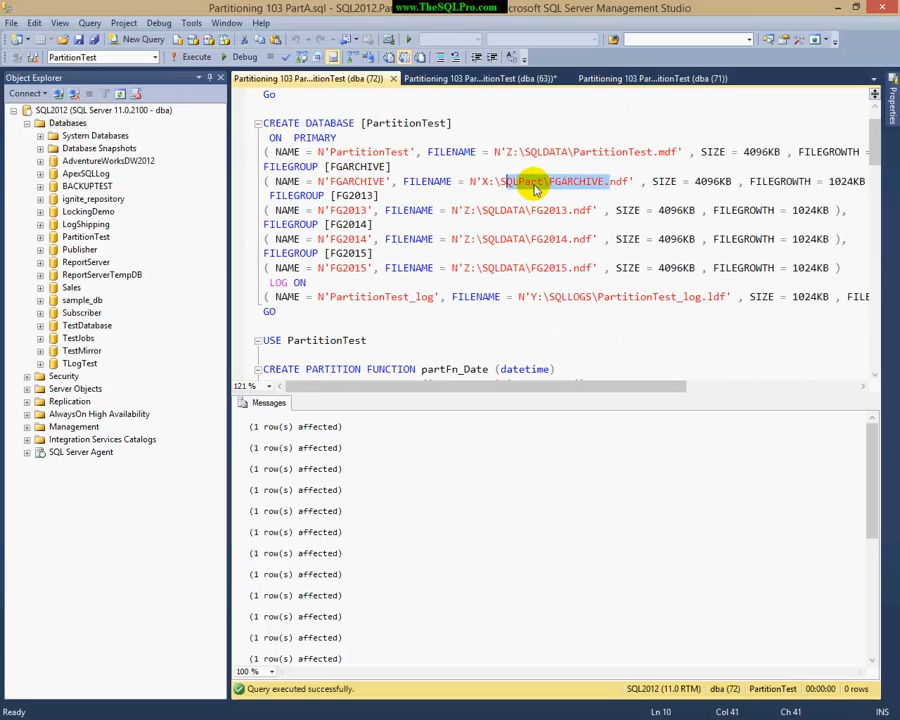 Partitioning 103 PartA.sql - SQL2012.Par
www.TheSQLPro.com
crosoft SQL Server Management Studio
File Edit View Query Project Debug Tools Window Help
New Query
PartitionTest
Execute
Debug
Object Explorer
Partitioning 103 Par...itionTest (dba (72))
Partitioning 103 Par...itionTest (dba (63))*
Partitioning 103 Par...itionTest (dba (71))
Properties
Connect
SQL2012 (SQL Server 11.0.2100 - dba)
Databases
System Databases
Database Snapshots
AdventureWorksDW2012
ApexSQLLog
BACKUPTEST
ignite_repository
LockingDemo
LogShipping
PartitionTest
Publisher
ReportServer
ReportServerTempDB
Sales
sample_db
Subscriber
TestDatabase
TestJobs
TestMirror
TLogTest
Security
Server Objects
Replication
AlwaysOn High Availability
Management
Integration Services Catalogs
SQL Server Agent
Go
CREATE DATABASE [PartitionTest]
ON PRIMARY
( NAME = N'PartitionTest', FILENAME = N'Z:\SQLDATA\PartitionTest.mdf' , SIZE = 4096KB , FILEGROWTH =
FILEGROUP [FGARCHIVE]
( NAME = N'FGARCHIVE', FILENAME = N'X:\SQLPart\FGARCHIVE.ndf' , SIZE = 4096KB , FILEGROWTH = 1024KB
FILEGROUP [FG2013]
( NAME = N'FG2013', FILENAME = N'Z:\SQLDATA\FG2013.ndf' , SIZE = 4096KB , FILEGROWTH = 1024KB ),
FILEGROUP [FG2014]
( NAME = N'FG2014', FILENAME = N'Z:\SQLDATA\FG2014.ndf' , SIZE = 4096KB , FILEGROWTH = 1024KB ),
FILEGROUP [FG2015]
( NAME = N'FG2015', FILENAME = N'Z:\SQLDATA\FG2015.ndf' , SIZE = 4096KB , FILEGROWTH = 1024KB )
LOG ON
( NAME = N'PartitionTest_log', FILENAME = N'Y:\SQLLOGS\PartitionTest_log.ldf' , SIZE = 1024KB , FILE
GO
USE PartitionTest
CREATE PARTITION FUNCTION partFn_Date (datetime)
121 %
Messages
(1 row(s) affected)
(1 row(s) affected)
(1 row(s) affected)
(1 row(s) affected)
(1 row(s) affected)
(1 row(s) affected)
(1 row(s) affected)
(1 row(s) affected)
(1 row(s) affected)
(1 row(s) affected)
(1 row(s) affected)
(1 row(s) affected)
100 %
Query executed successfully.
SQL2012 (11.0 RTM)
dba (72)
PartitionTest
00:00:00
0 rows
Ready
Ln 10
Col 41
Ch 41
INS